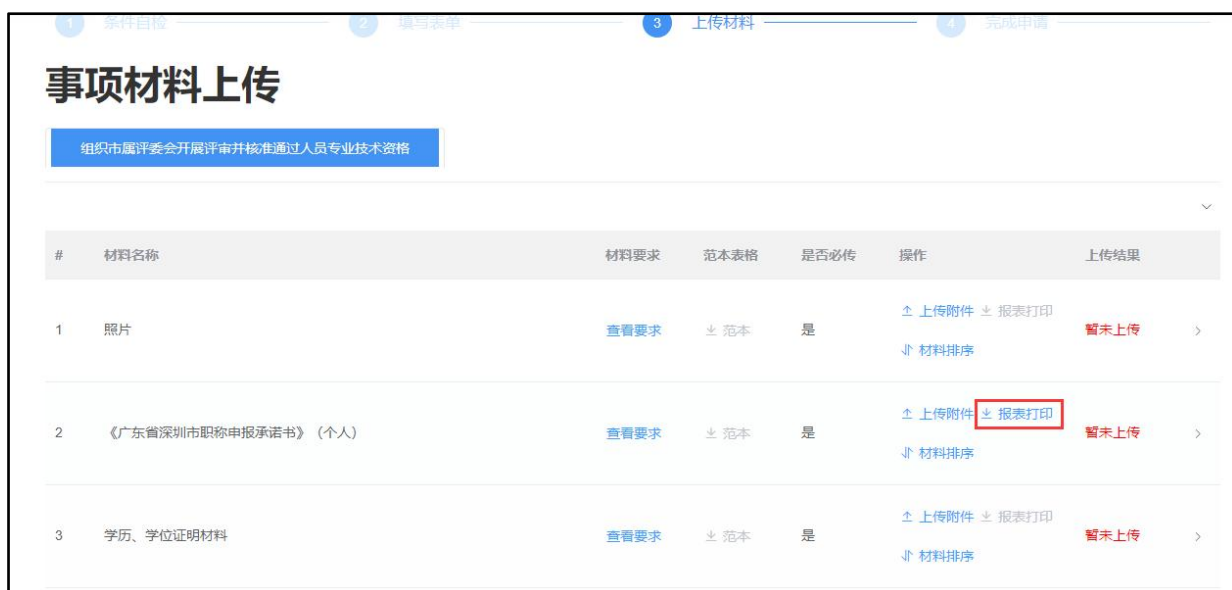 1 条件自检 2 填写表单 3 上传材料 4 完成申请
事项材料上传
组织市属评委会开展评审并核准通过人员专业技术资格
# 材料名称 材料要求 范本表格 是否必传 操作 上传结果
1 照片 查看要求 范本 是 上传附件 报表打印 暂未上传
材料排序
2 《广东省深圳市职称申报承诺书》（个人） 查看要求 范本 是 上传附件 报表打印 暂未上传
材料排序
3 学历、学位证明材料 查看要求 范本 是 上传附件 报表打印 暂未上传
材料排序